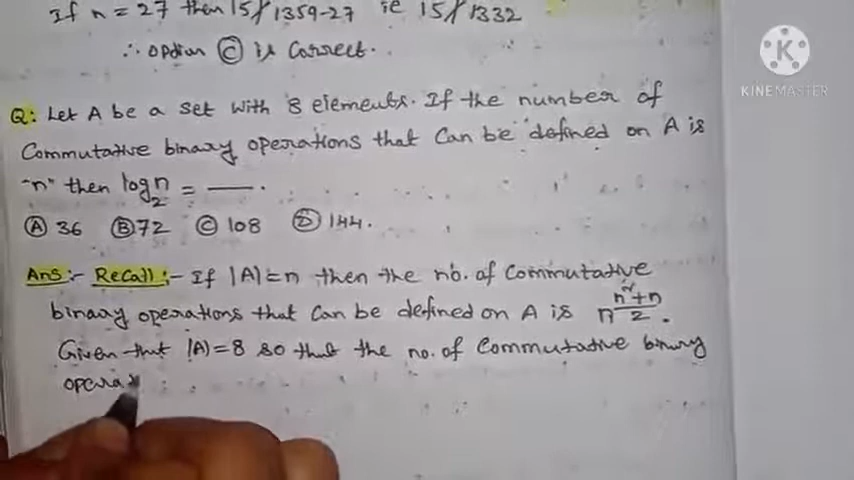 If n = 27 then 15∤1359-27 ie 15∤1332
∴ option Ⓒ is Correct.
KINEMASTER
Q: Let A be a set with 8 elements. If the number of
Commutative binary operations that Can be defined on A is
"n" then log₂n = ___.
Ⓐ 36 Ⓑ 72 Ⓒ 108 Ⓓ 144.
Ans:- Recall:- If |A|=n then the no. of Commutative
binary operations that Can be defined on A is n^((n²+n)/2).
Given that |A|=8 so that the no. of Commutative binary
opera